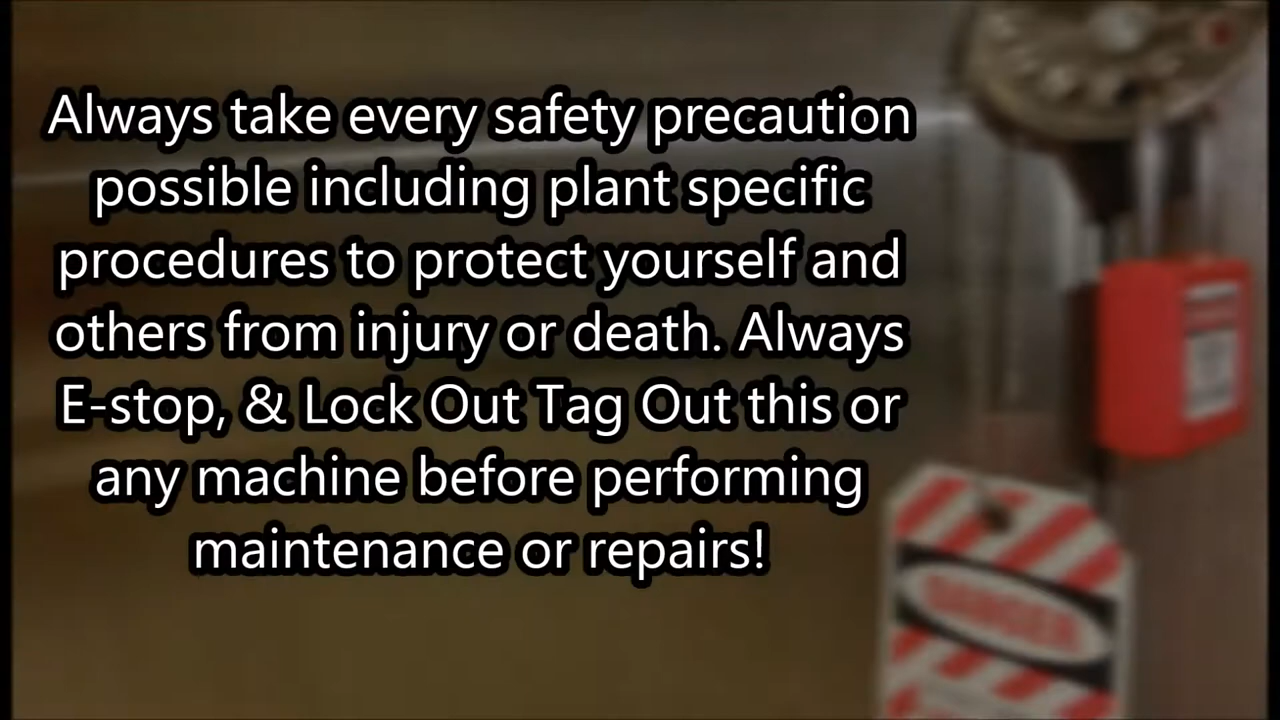 Always take every safety precaution
possible including plant specific
procedures to protect yourself and
others from injury or death. Always
E-stop, & Lock Out Tag Out this or
any machine before performing
maintenance or repairs!
DANGER